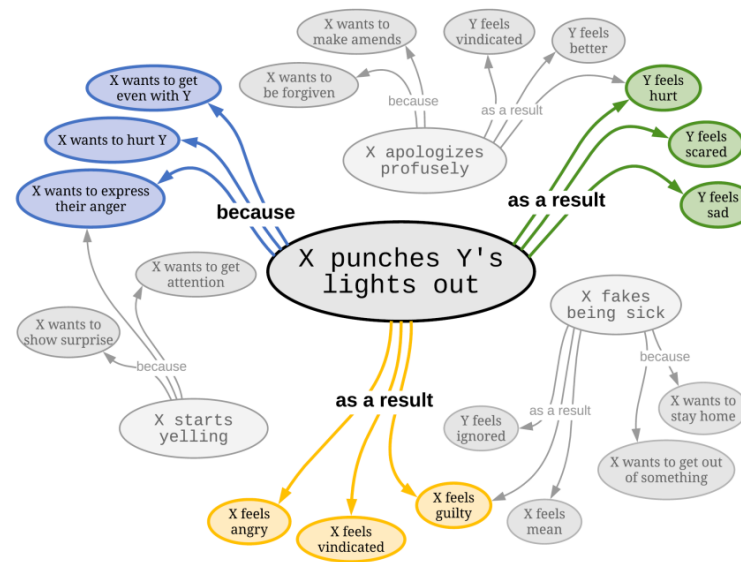 X wants to
make amends
Y feels
vindicated
Y feels
better
X wants to
be forgiven
X wants to get
even with Y
Y feels
hurt
because
as a result
X wants to hurt Y
X apologizes
profusely
Y feels
scared
X wants to express
their anger
because
as a result
Y feels
sad
X punches Y's
lights out
X wants to get
attention
X fakes
being sick
X wants to
show surprise
because
because
X wants to
stay home
as a result
as a result
X starts
yelling
Y feels
ignored
X wants to get out
of something
X feels
angry
X feels
vindicated
X feels
guilty
X feels
mean